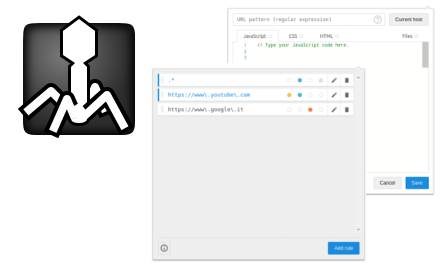 URL pattern (regular expression)
Current host
JavaScript
CSS
HTML
Files
1 // Type your JavaScript code here.
2
3
.*
https://www\.youtube\.com
https://www\.google\.it
Cancel
Save
Add rule